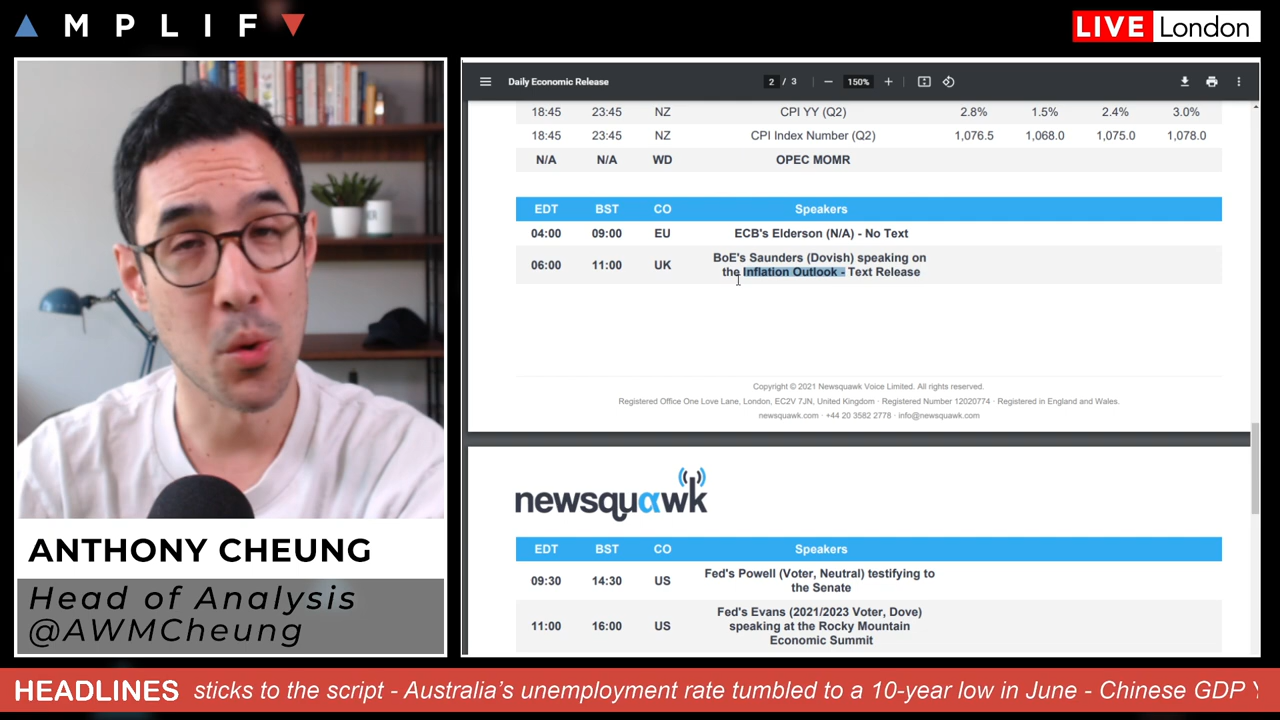 AMPLIFY
LIVE London
Daily Economic Release
2 / 3
150%
18:45 23:45 NZ CPI YY (Q2) 2.8% 1.5% 2.4% 3.0%
18:45 23:45 NZ CPI Index Number (Q2) 1,076.5 1,068.0 1,075.0 1,078.0
N/A N/A WD OPEC MOMR
EDT BST CO Speakers
04:00 09:00 EU ECB's Elderson (N/A) - No Text
06:00 11:00 UK BoE's Saunders (Dovish) speaking on
the Inflation Outlook - Text Release
Copyright © 2021 Newsquawk Voice Limited. All rights reserved.
Registered Office One Love Lane, London, EC2V 7JN, United Kingdom · Registered Number 12020774 · Registered in England and Wales.
newsquawk.com · +44 20 3582 2778 · info@newsquawk.com
newsquawk
EDT BST CO Speakers
09:30 14:30 US Fed's Powell (Voter, Neutral) testifying to
the Senate
11:00 16:00 US Fed's Evans (2021/2023 Voter, Dove)
speaking at the Rocky Mountain
Economic Summit
ANTHONY CHEUNG
Head of Analysis
@AWMCheung
HEADLINES sticks to the script - Australia's unemployment rate tumbled to a 10-year low in June - Chinese GDP